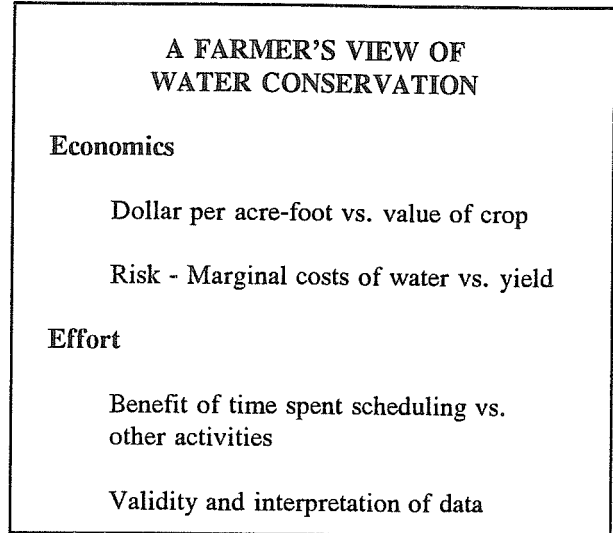 A FARMER'S VIEW OF
WATER CONSERVATION
Economics
Dollar per acre-foot vs. value of crop
Risk - Marginal costs of water vs. yield
Effort
Benefit of time spent scheduling vs.
other activities
Validity and interpretation of data